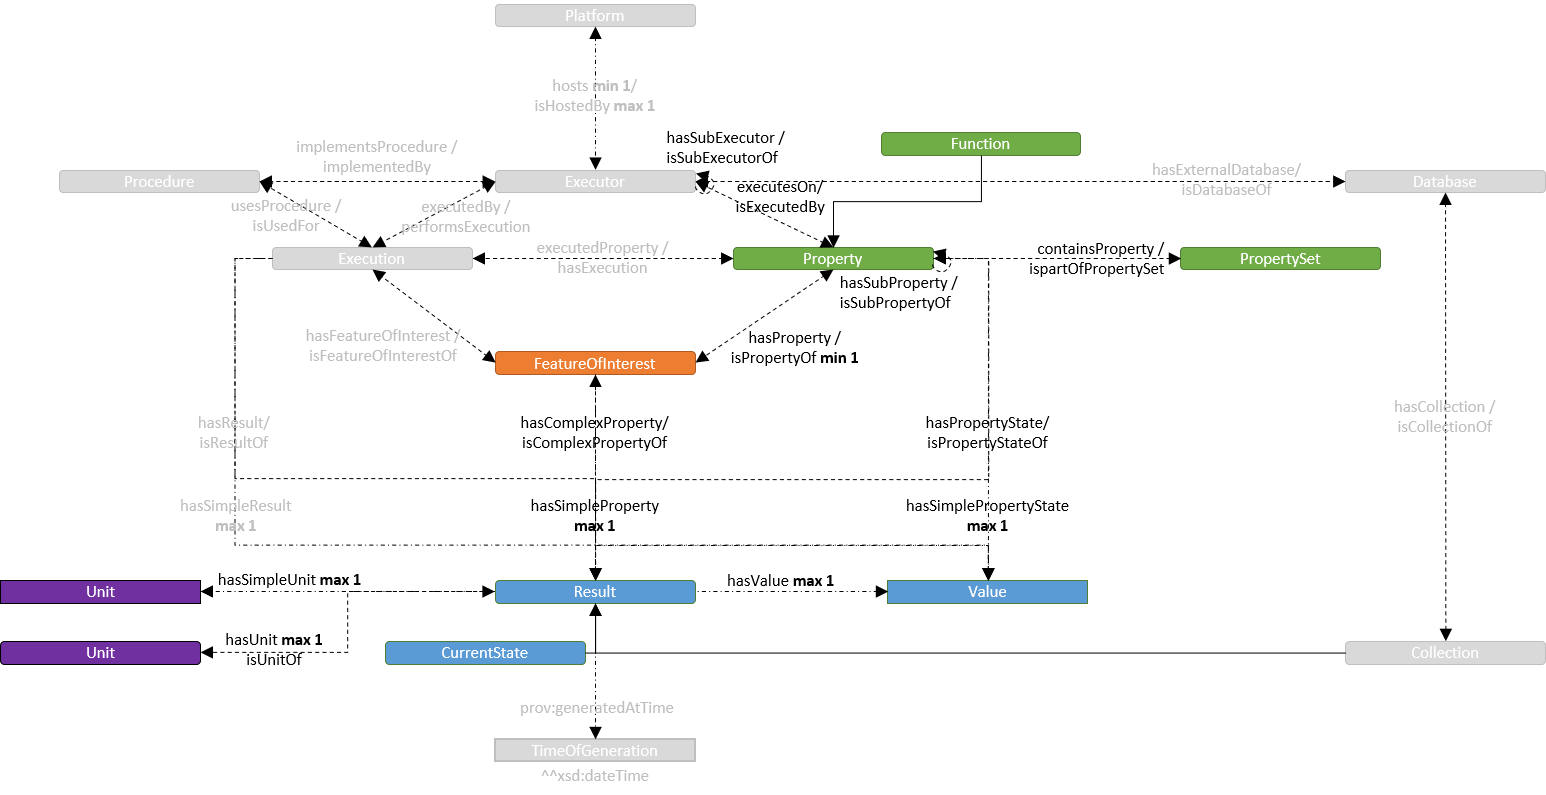 Platform
hosts min 1/
isHostedBy max 1
hasSubExecutor /
isSubExecutorOf
Function
implementsProcedure /
implementedBy
hasExternalDatabase/
isDatabaseOf
Procedure
Executor
Database
executesOn/
isExecutedBy
usesProcedure /
isUsedFor
executedBy /
performsExecution
executedProperty /
hasExecution
containsProperty /
ispartOfPropertySet
Execution
Property
PropertySet
hasSubProperty /
isSubPropertyOf
hasFeatureOfInterest /
isFeatureOfInterestOf
hasProperty /
isPropertyOf min 1
FeatureOfInterest
hasCollection /
isCollectionOf
hasResult/
isResultOf
hasComplexProperty/
isComplexPropertyOf
hasPropertyState/
isPropertyStateOf
hasSimpleResult
max 1
hasSimpleProperty
max 1
hasSimplePropertyState
max 1
hasSimpleUnit max 1
hasValue max 1
Unit
Result
Value
hasUnit max 1
isUnitOf
Unit
CurrentState
Collection
prov:generatedAtTime
TimeOfGeneration
^^xsd:dateTime